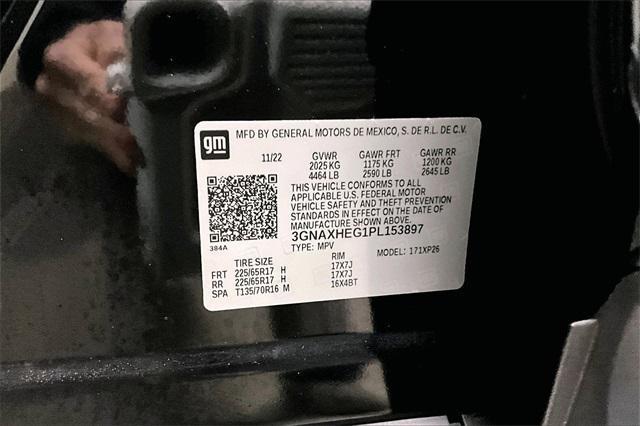 gm MFD BY GENERAL MOTORS DE MEXICO, S. DE R.L. DE C.V.
11/22 GVWR GAWR FRT GAWR RR
2025 KG 1175 KG 1200 KG
4464 LB 2590 LB 2645 LB
THIS VEHICLE CONFORMS TO ALL
APPLICABLE U.S. FEDERAL MOTOR
VEHICLE SAFETY AND THEFT PREVENTION
STANDARDS IN EFFECT ON THE DATE OF
MANUFACTURE SHOWN ABOVE.
3GNAXHEG1PL153897
384A TYPE: MPV MODEL: 171XP26
TIRE SIZE RIM
FRT 225/65R17 H 17X7J
RR 225/65R17 H 17X7J
SPA T135/70R16 M 16X4BT